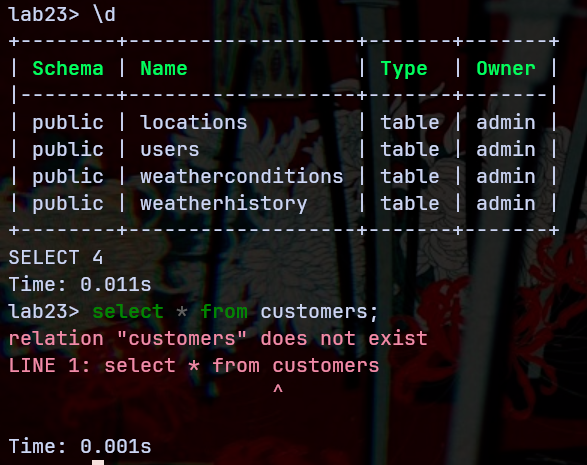 lab23> \d
+--------+-------------------+-------+-------+
| Schema | Name              | Type  | Owner |
|--------+-------------------+-------+-------|
| public | locations         | table | admin |
| public | users             | table | admin |
| public | weatherconditions | table | admin |
| public | weatherhistory    | table | admin |
+--------+-------------------+-------+-------+
SELECT 4
Time: 0.011s
lab23> select * from customers;
relation "customers" does not exist
LINE 1: select * from customers
                      ^
Time: 0.001s